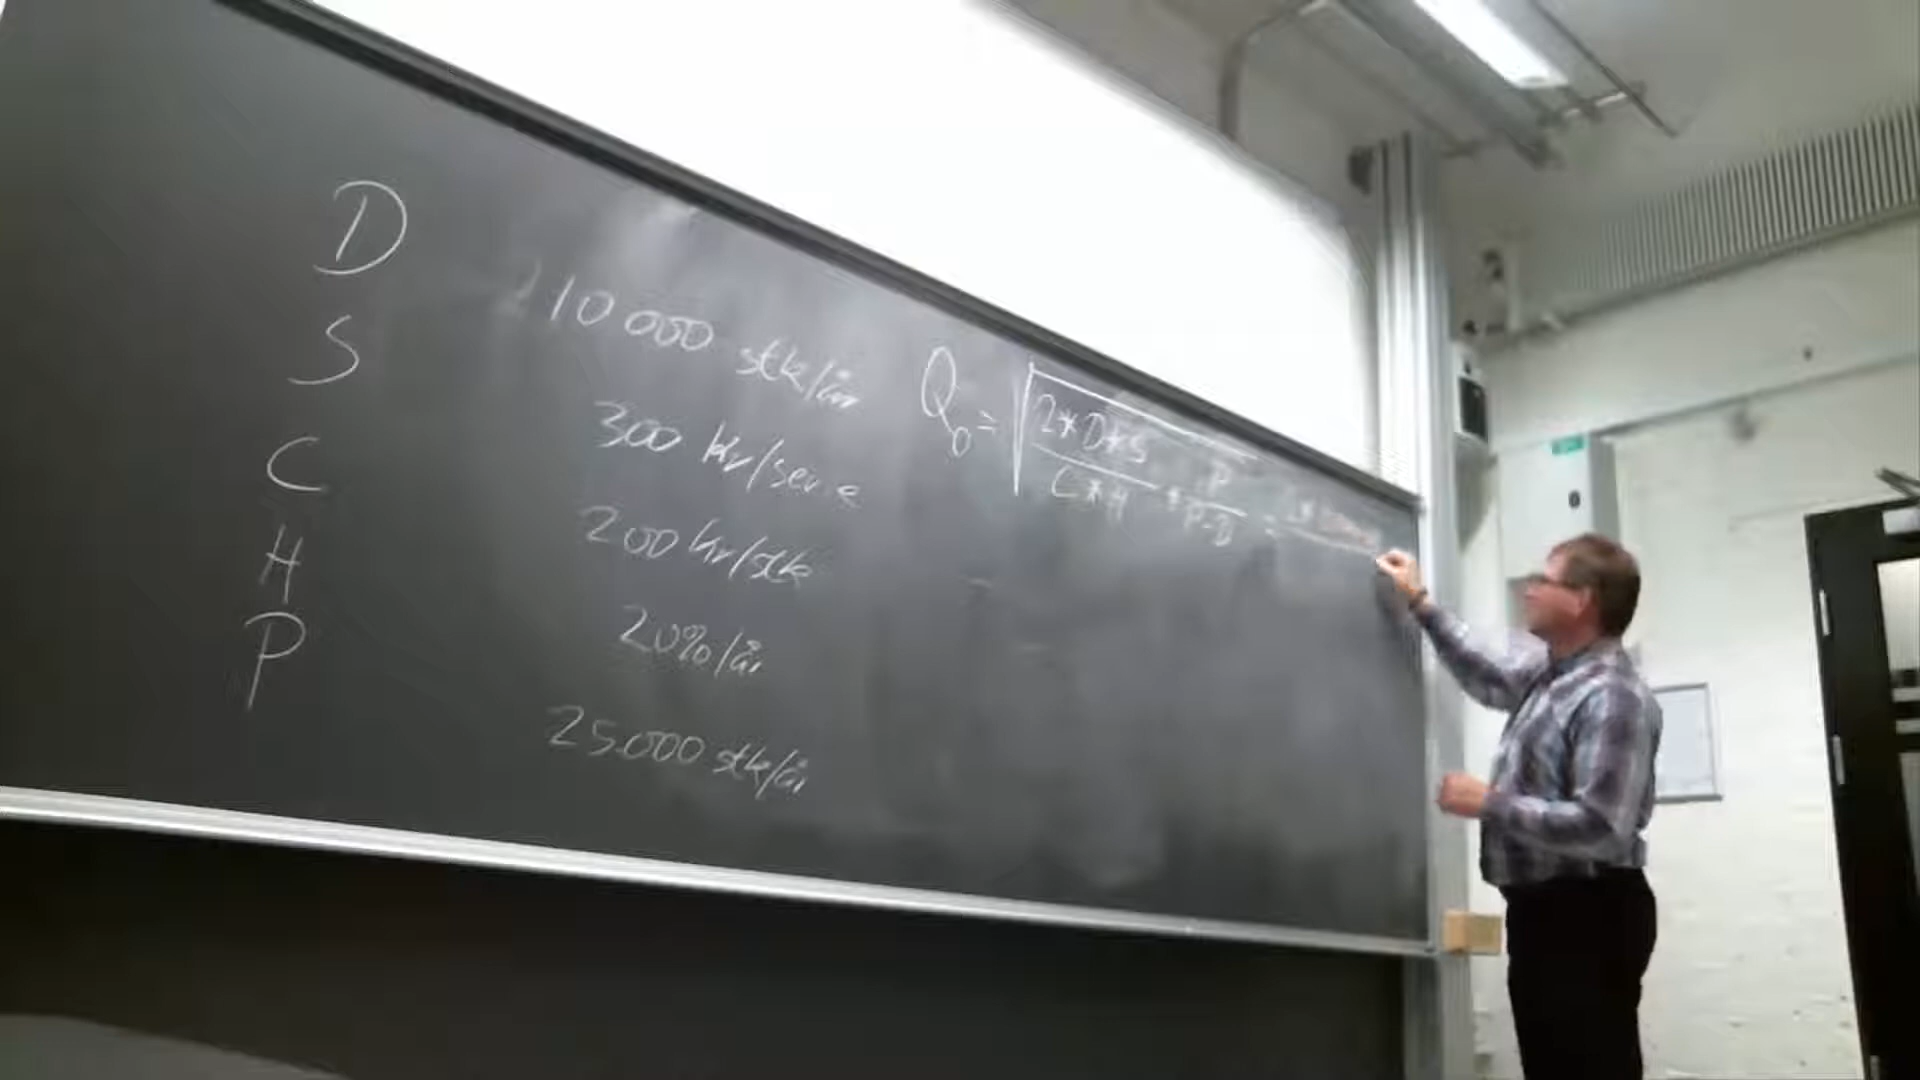 D 10 000 stk/år
S 300 kr/serie
C 200 kr/stk
H 20%/år
P 25.000 stk/år
Q₀ = √ 2*D*S / C*H * P / P-D =